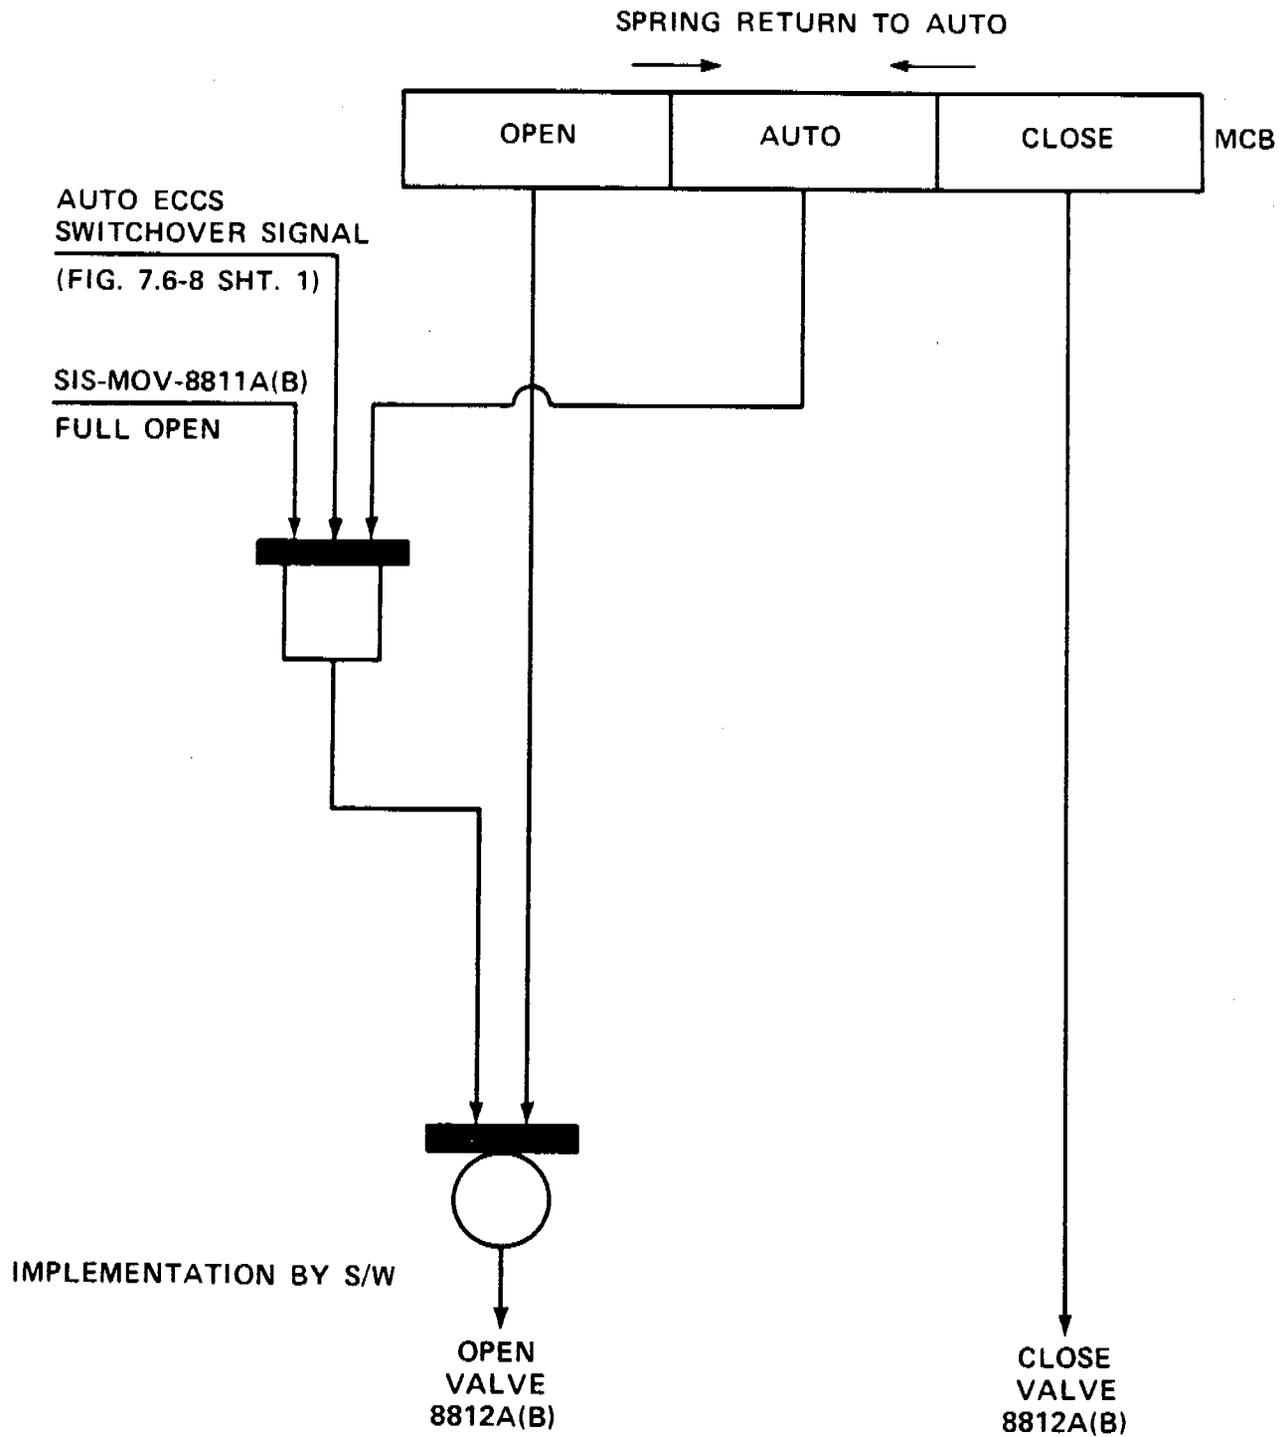 SPRING RETURN TO AUTO
OPEN
AUTO
CLOSE
MCB
AUTO ECCS
SWITCHOVER SIGNAL
(FIG. 7.6-8 SHT. 1)
SIS-MOV-8811A(B)
FULL OPEN
IMPLEMENTATION BY S/W
OPEN
VALVE
8812A(B)
CLOSE
VALVE
8812A(B)